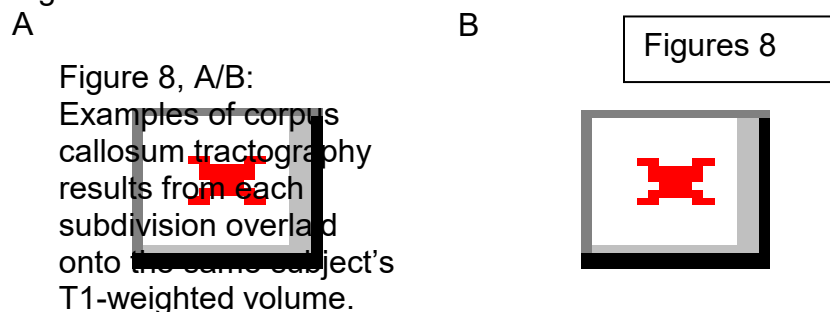 A
B
Figures 8
Figure 8, A/B:
Examples of corpus
callosum tractography
results from each
subdivision overlaid
onto the same subject's
T1-weighted volume.